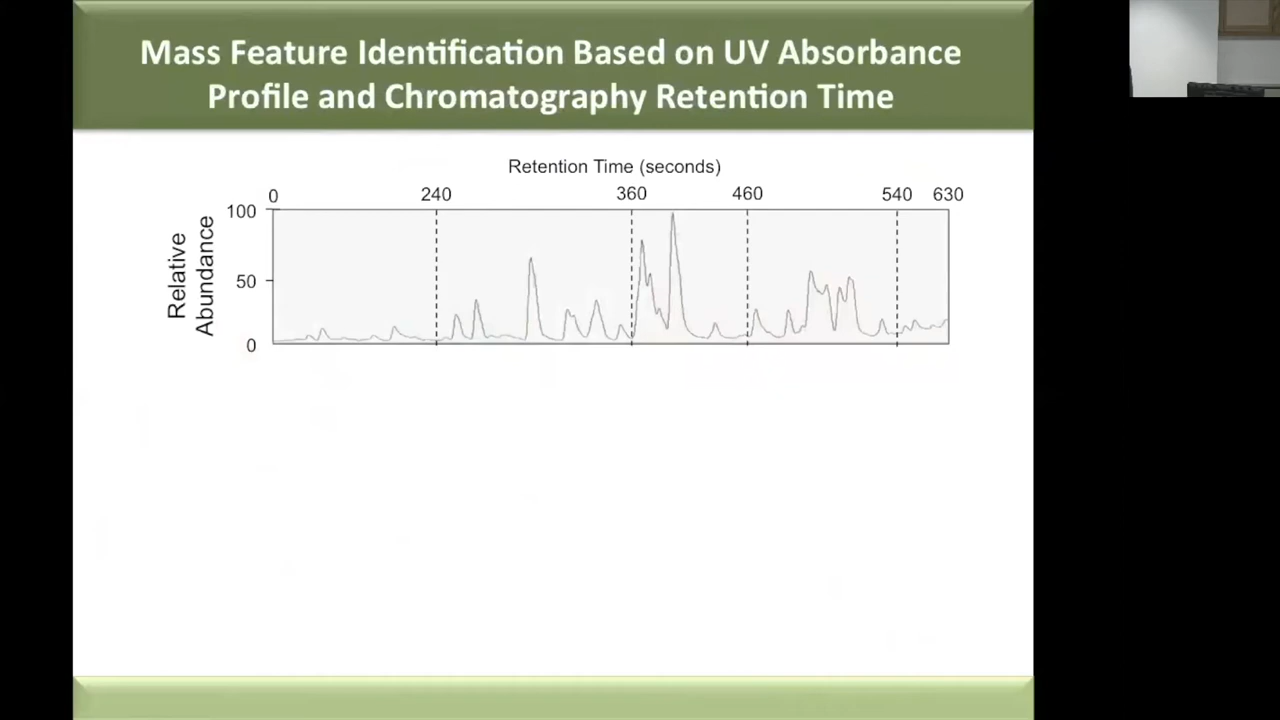 Mass Feature Identification Based on UV Absorbance
Profile and Chromatography Retention Time
Retention Time (seconds)
0 240 360 460 540 630
100
50
0
Relative
Abundance